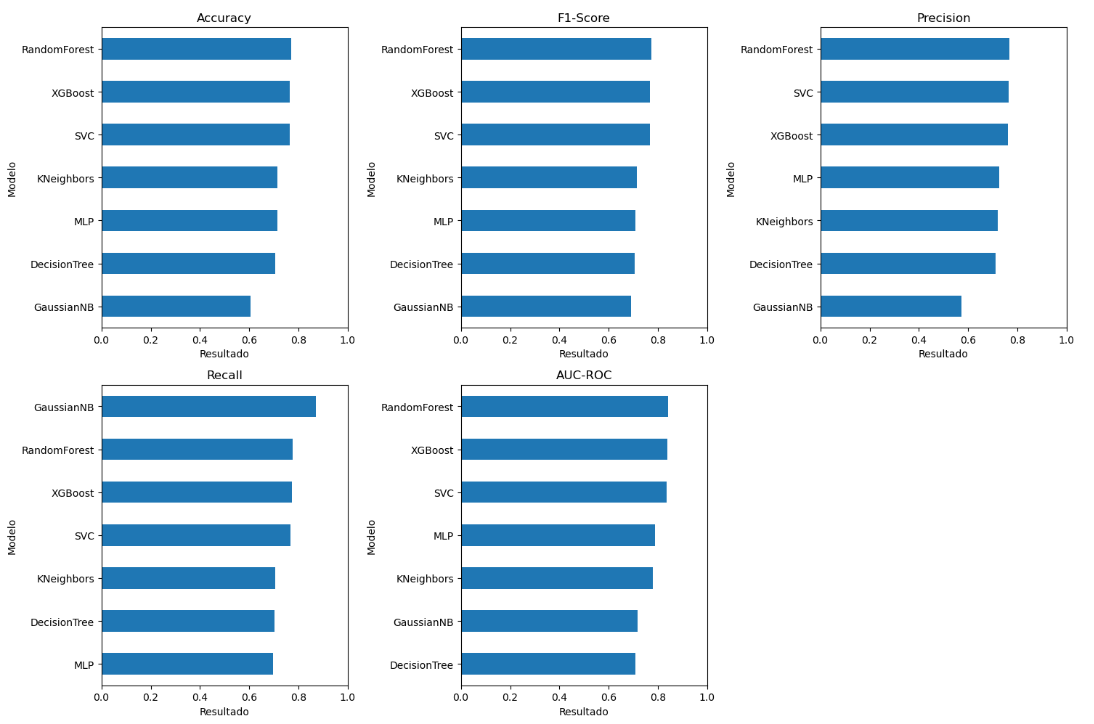 Accuracy
Modelo
RandomForest
XGBoost
SVC
KNeighbors
MLP
DecisionTree
GaussianNB
0.0 0.2 0.4 0.6 0.8 1.0
Resultado
F1-Score
Modelo
RandomForest
XGBoost
SVC
KNeighbors
MLP
DecisionTree
GaussianNB
0.0 0.2 0.4 0.6 0.8 1.0
Resultado
Precision
Modelo
RandomForest
SVC
XGBoost
MLP
KNeighbors
DecisionTree
GaussianNB
0.0 0.2 0.4 0.6 0.8 1.0
Resultado
Recall
Modelo
GaussianNB
RandomForest
XGBoost
SVC
KNeighbors
DecisionTree
MLP
0.0 0.2 0.4 0.6 0.8 1.0
Resultado
AUC-ROC
Modelo
RandomForest
XGBoost
SVC
MLP
KNeighbors
GaussianNB
DecisionTree
0.0 0.2 0.4 0.6 0.8 1.0
Resultado